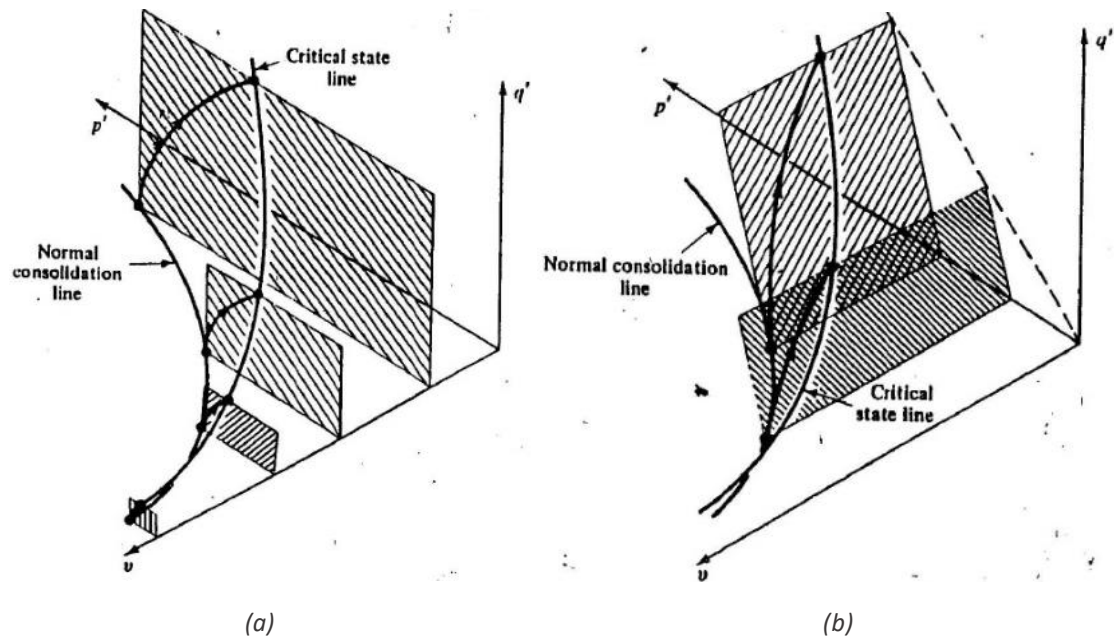 Critical state
line
q'
p'
Normal
consolidation
line
v
(a)
p'
q'
Normal consolidation
line
Critical
state line
v
(b)